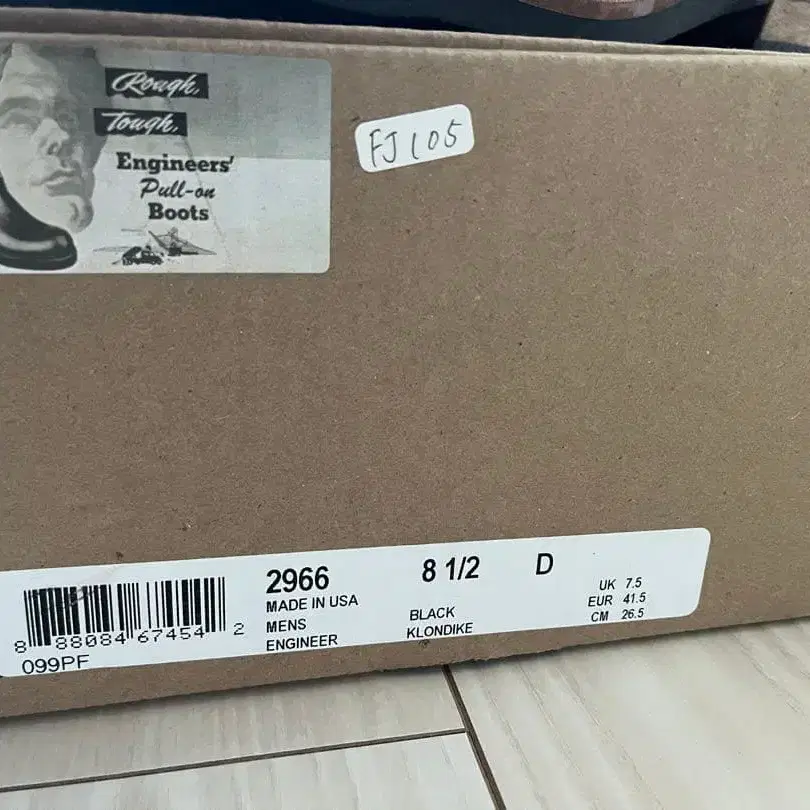 Rough,
Tough,
Engineers'
Pull-on
Boots
FJ105
2966 8 1/2 D
MADE IN USA
MENS BLACK
ENGINEER KLONDIKE
UK 7.5
EUR 41.5
CM 26.5
8 88084 67454 2
099PF